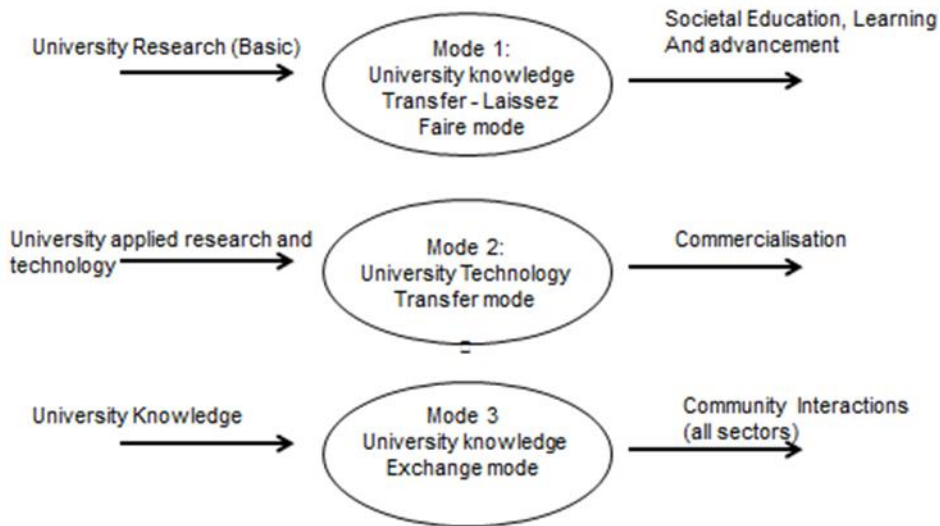 Societal Education, Learning
And advancement
University Research (Basic)
Mode 1:
University knowledge
Transfer - Laissez
Faire mode
University applied research and
technology
Mode 2:
University Technology
Transfer mode
Commercialisation
University Knowledge
Mode 3
University knowledge
Exchange mode
Community Interactions
(all sectors)